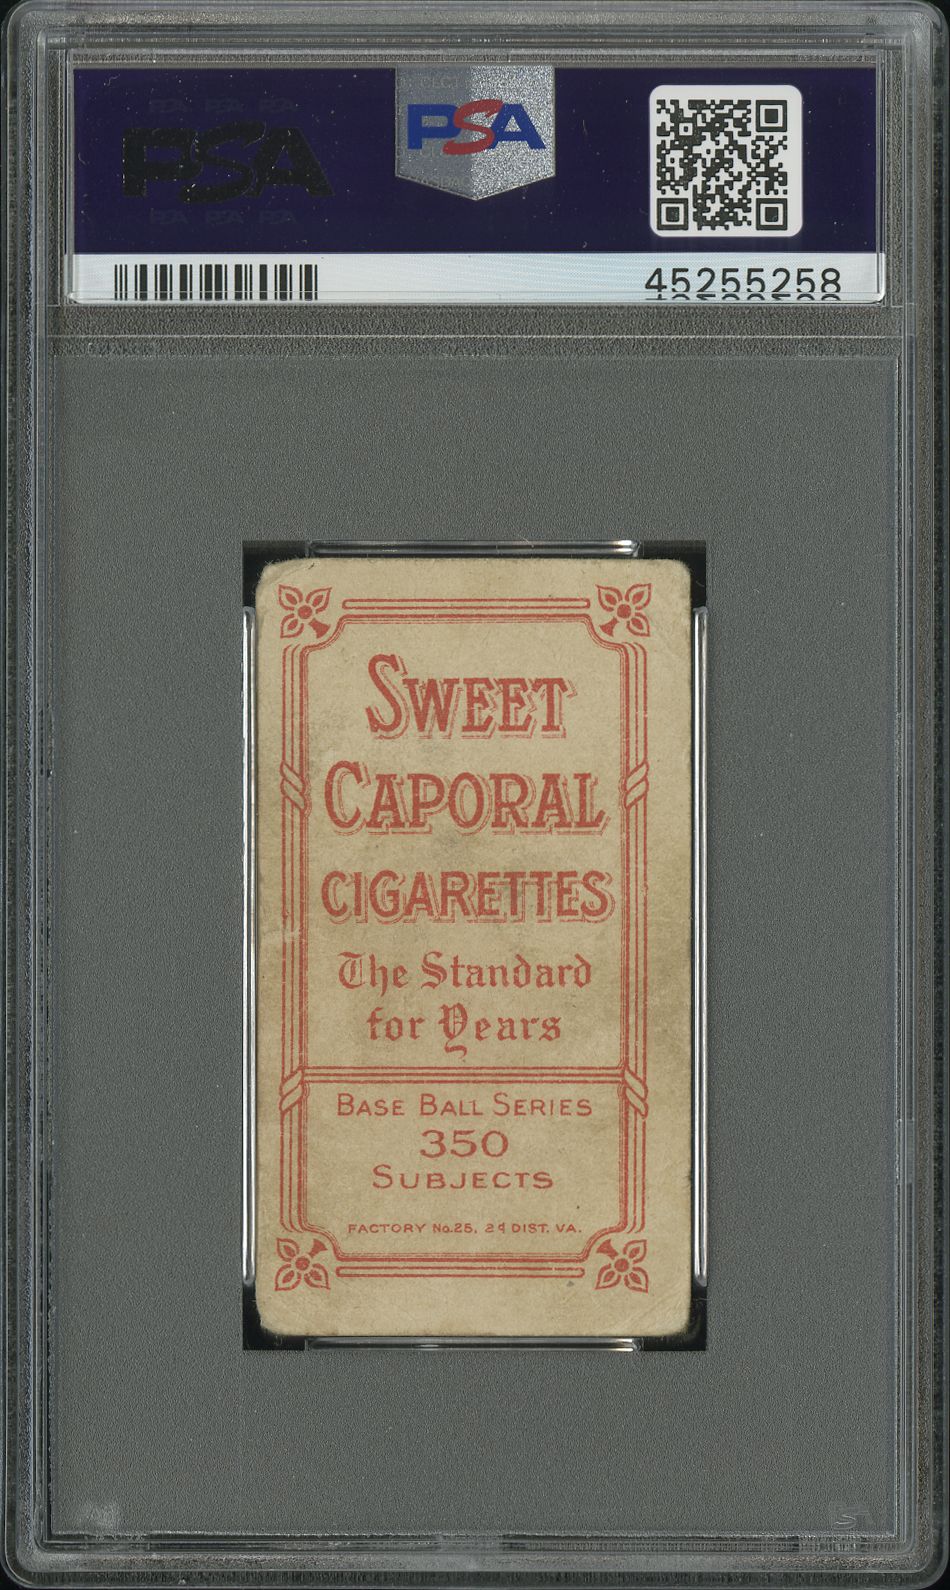 PSA
PSA
45255258
SWEET
CAPORAL
CIGARETTES
The Standard
for Years
BASE BALL SERIES
350
SUBJECTS
FACTORY No. 25, 2d DIST. VA.